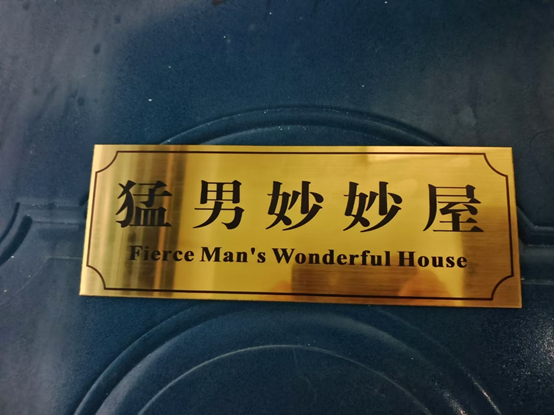 猛男妙妙屋
Fierce Man's Wonderful House